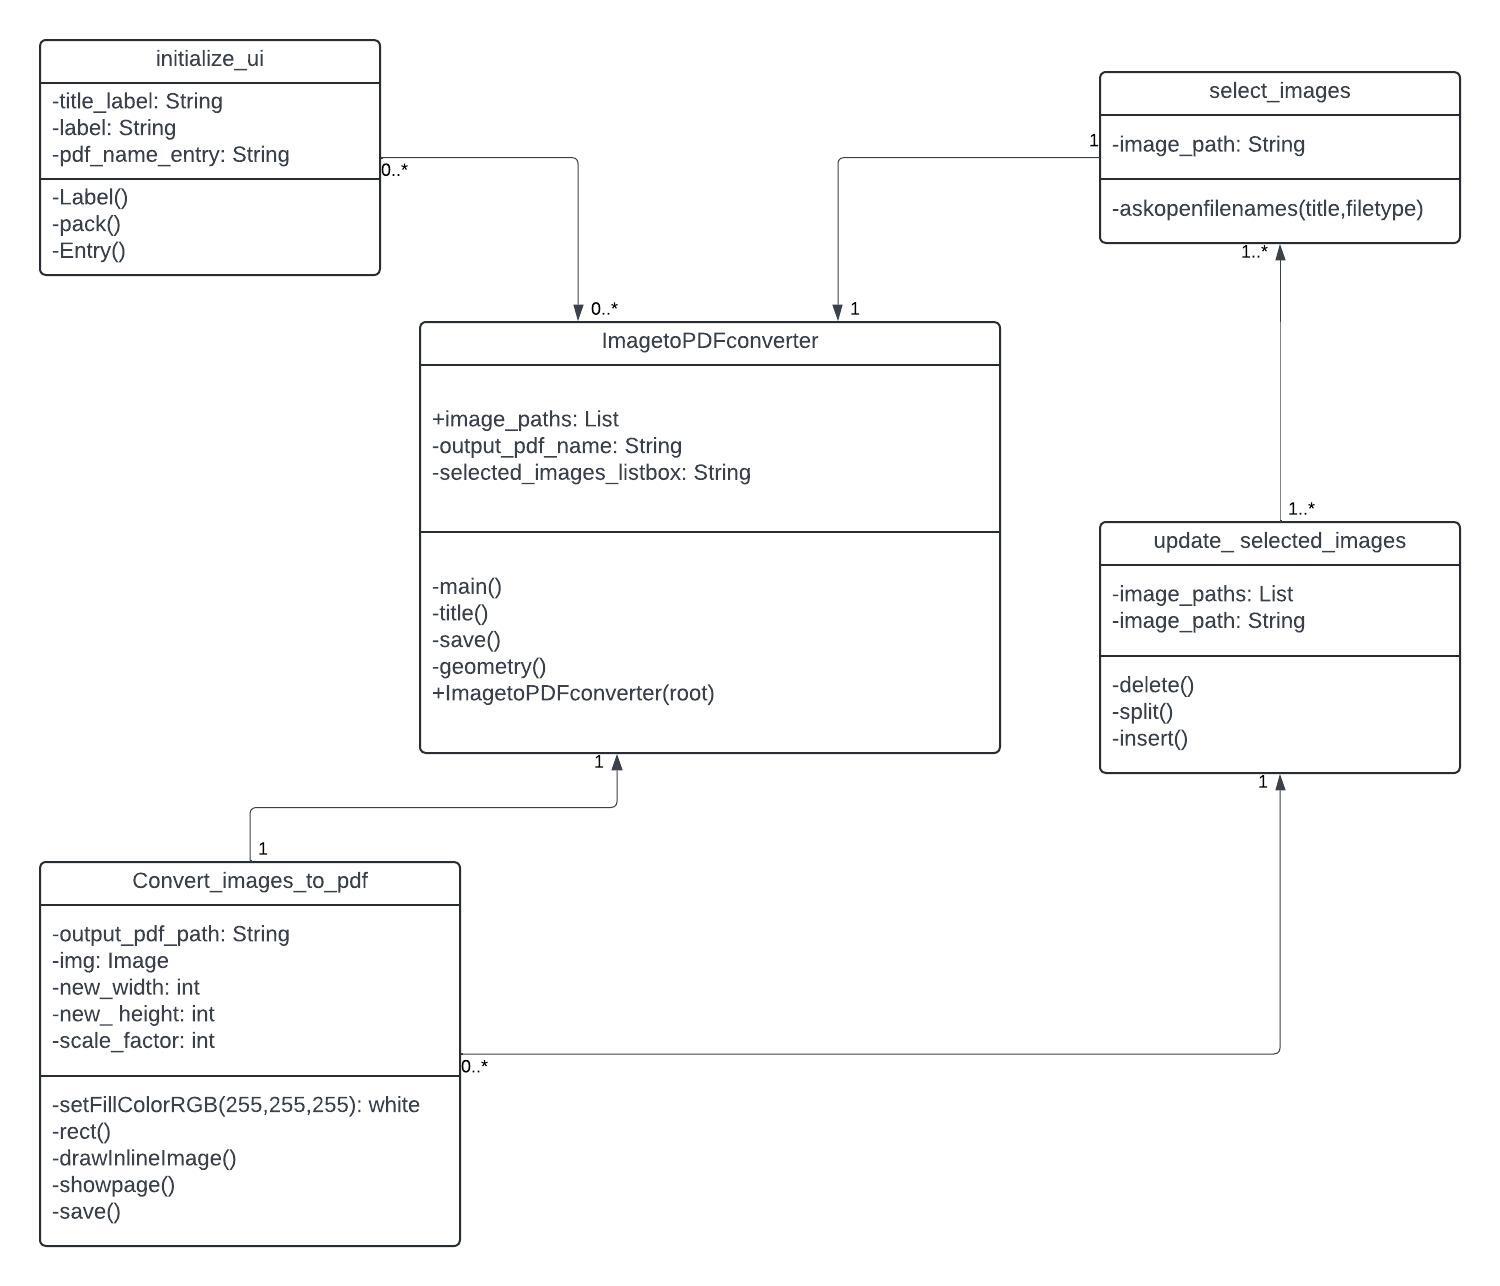 initialize_ui
-title_label: String
-label: String
-pdf_name_entry: String
-Label()
-pack()
-Entry()
0..*
0..*
select_images
-image_path: String
-askopenfilenames(title,filetype)
1
1
1..*
1..*
ImagetoPDFconverter
+image_paths: List
-output_pdf_name: String
-selected_images_listbox: String
-main()
-title()
-save()
-geometry()
+ImagetoPDFconverter(root)
1
1
update_ selected_images
-image_paths: List
-image_path: String
-delete()
-split()
-insert()
1
Convert_images_to_pdf
-output_pdf_path: String
-img: Image
-new_width: int
-new_ height: int
-scale_factor: int
-setFillColorRGB(255,255,255): white
-rect()
-drawInlineImage()
-showpage()
-save()
0..*